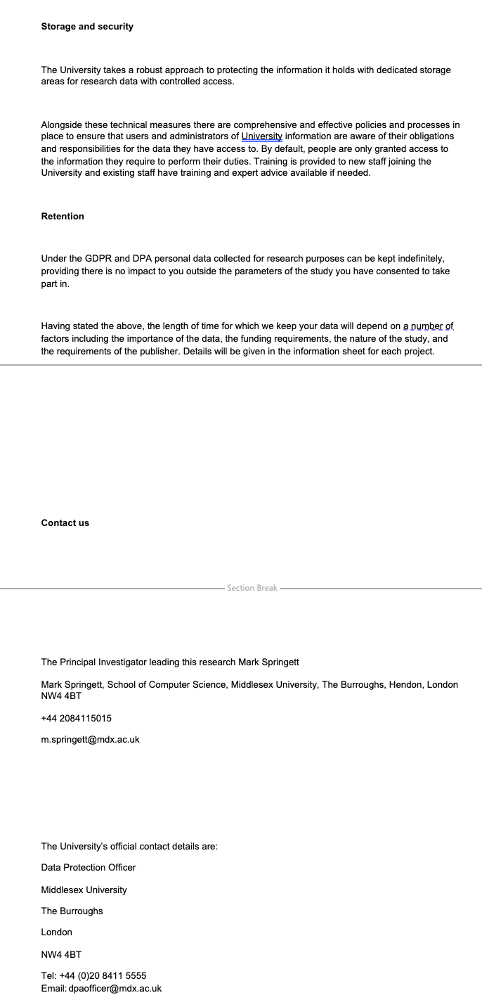 Storage and security
The University takes a robust approach to protecting the information it holds with dedicated storage
areas for research data with controlled access.
Alongside these technical measures there are comprehensive and effective policies and processes in
place to ensure that users and administrators of University information are aware of their obligations
and responsibilities for the data they have access to. By default, people are only granted access to
the information they require to perform their duties. Training is provided to new staff joining the
University and existing staff have training and expert advice available if needed.
Retention
Under the GDPR and DPA personal data collected for research purposes can be kept indefinitely,
providing there is no impact to you outside the parameters of the study you have consented to take
part in.
Having stated the above, the length of time for which we keep your data will depend on a number of
factors including the importance of the data, the funding requirements, the nature of the study, and
the requirements of the publisher. Details will be given in the information sheet for each project.
Contact us
Section Break
The Principal Investigator leading this research Mark Springett
Mark Springett, School of Computer Science, Middlesex University, The Burroughs, Hendon, London
NW4 4BT
+44 2084115015
m.springett@mdx.ac.uk
The University's official contact details are:
Data Protection Officer
Middlesex University
The Burroughs
London
NW4 4BT
Tel: +44 (0)20 8411 5555
Email: dpaofficer@mdx.ac.uk